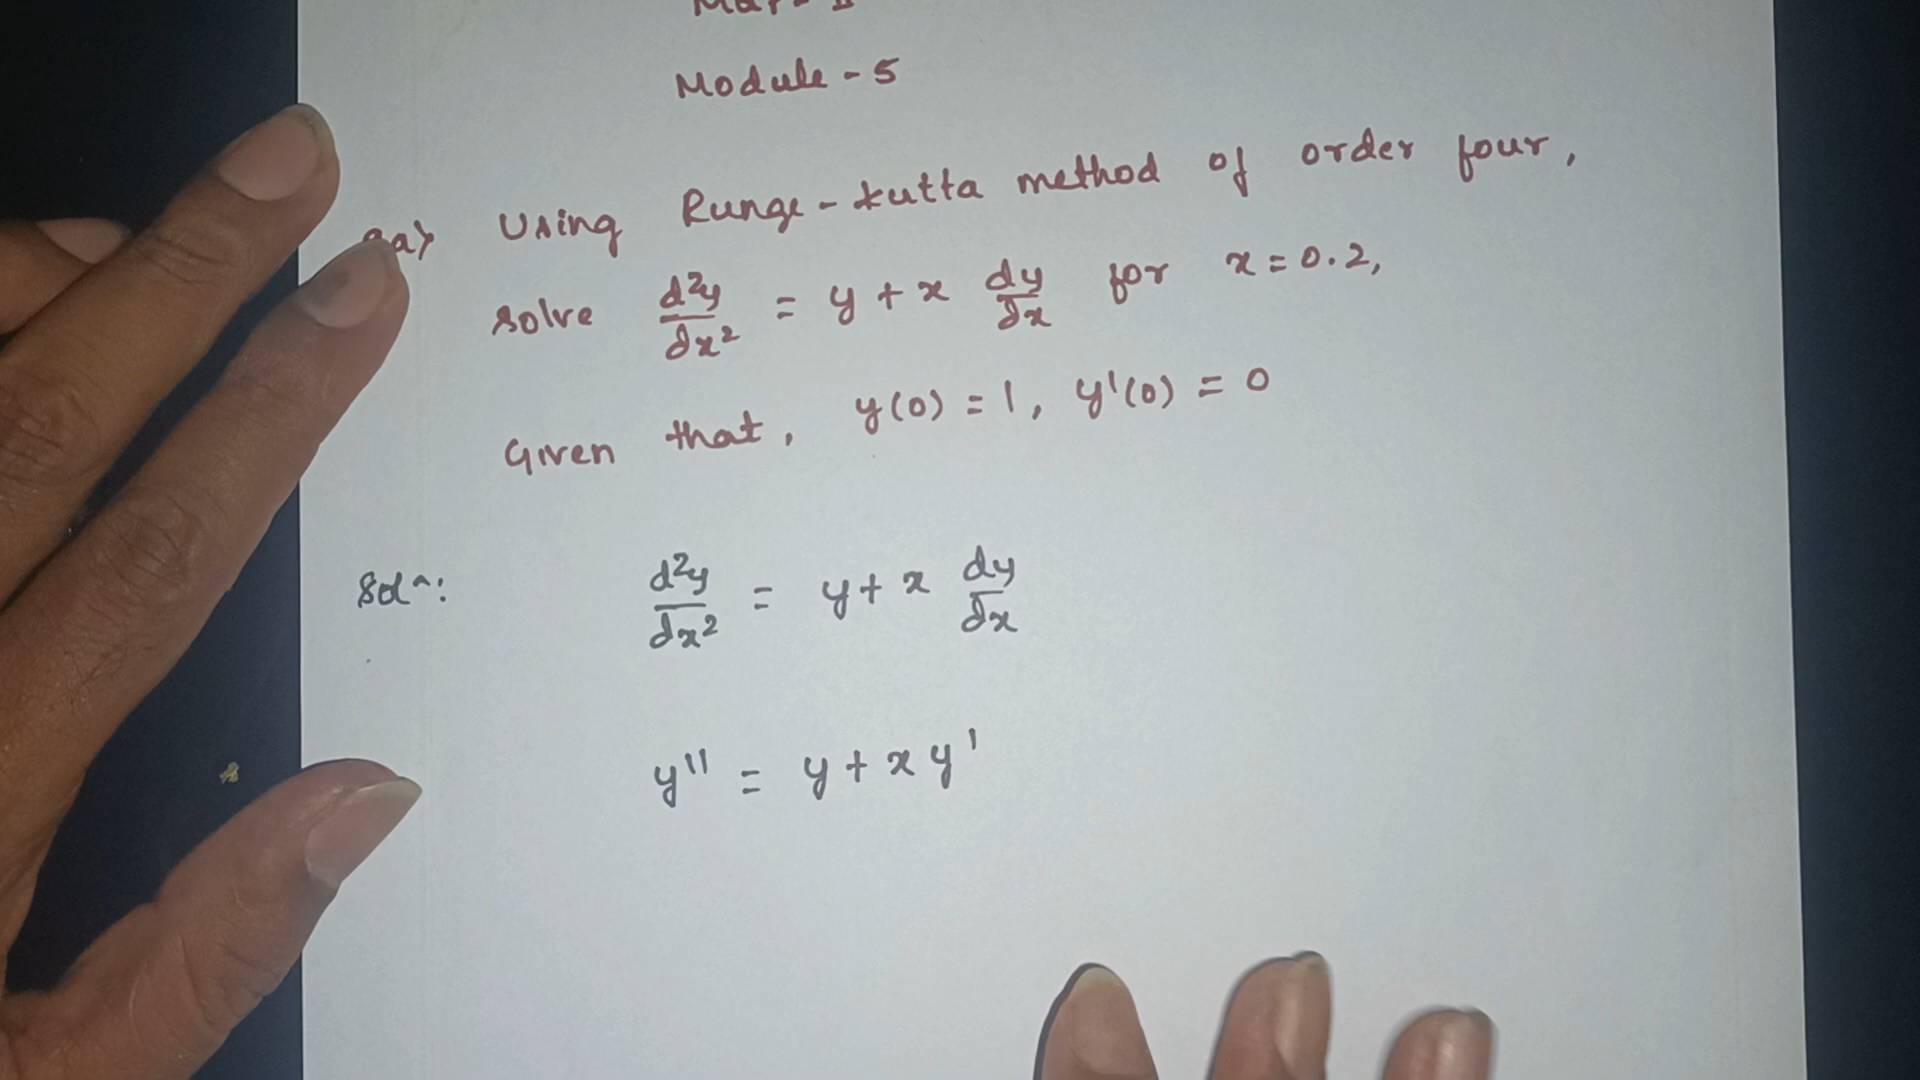 Module - 5
Using Runge - kutta method of order four,
solve d²y/dx² = y + x dy/dx for x = 0.2,
Given that, y(0) = 1, y'(0) = 0
Solⁿ: d²y/dx² = y + x dy/dx
y'' = y + x y'